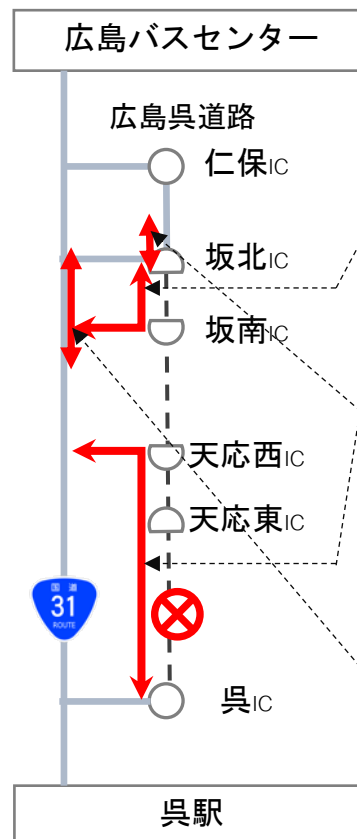 広島バスセンター
広島呉道路
仁保IC
坂北IC
坂南IC
天応西IC
天応東IC
国道
31
ROUTE
呉IC
呉駅